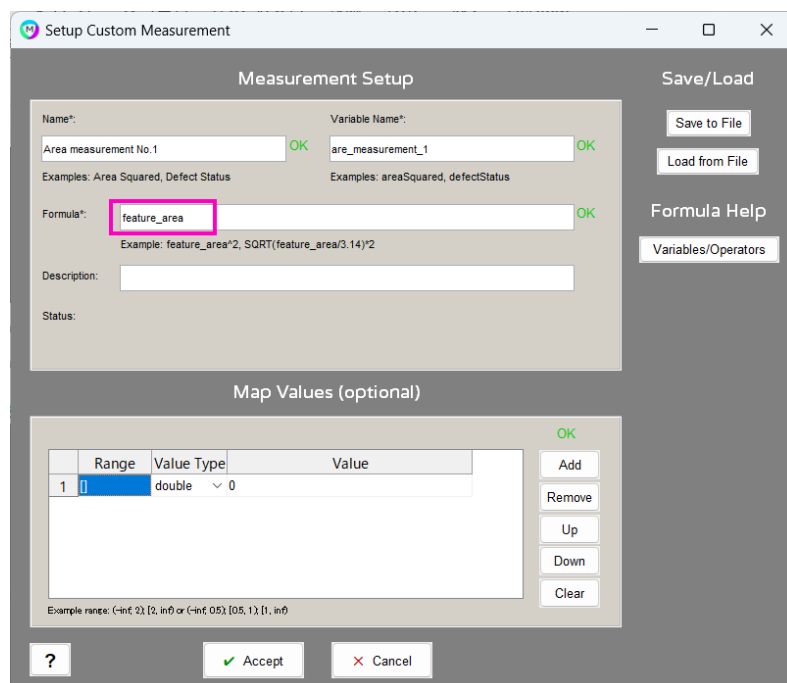 Setup Custom Measurement
Measurement Setup
Save/Load
Name*:
Variable Name*:
Save to File
Area measurement No.1
OK
are_measurement_1
OK
Load from File
Examples: Area Squared, Defect Status
Examples: areaSquared, defectStatus
Formula*:
feature_area
OK
Formula Help
Example: feature_area^2, SQRT(feature_area/3.14)*2
Variables/Operators
Description:
Status:
Map Values (optional)
OK
Range Value Type Value
Add
1 [] double 0
Remove
Up
Down
Clear
Example range: (-inf, 2); [2, inf) or (-inf, 0.5); [0.5, 1); [1, inf)
? Accept Cancel